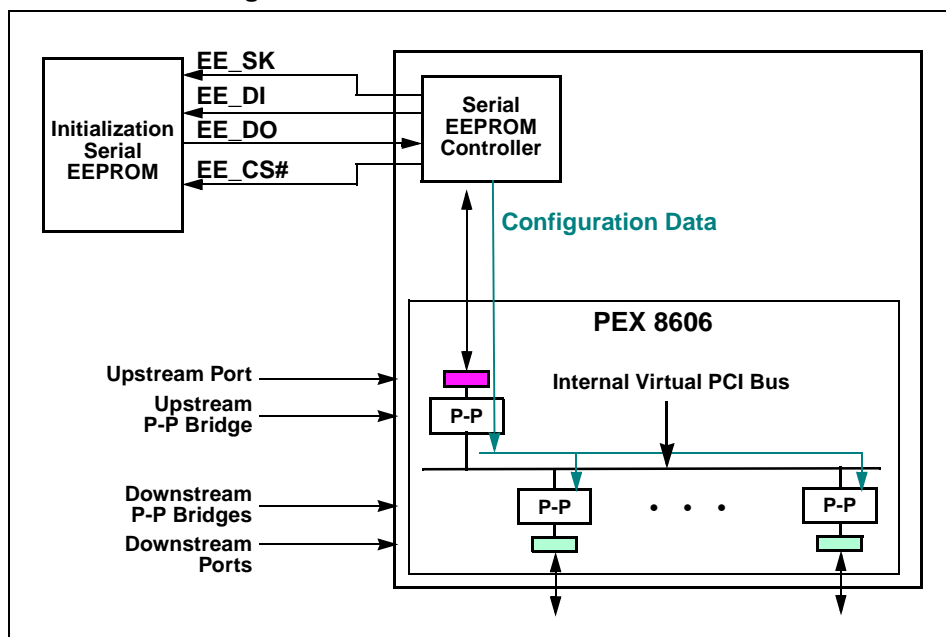 EE_SK
EE_DI
EE_DO
EE_CS#
Initialization
Serial
EEPROM
Serial
EEPROM
Controller
Configuration Data
PEX 8606
Upstream Port
Upstream
P-P Bridge
Internal Virtual PCI Bus
P-P
Downstream
P-P Bridges
Downstream
Ports
P-P
• • •
P-P